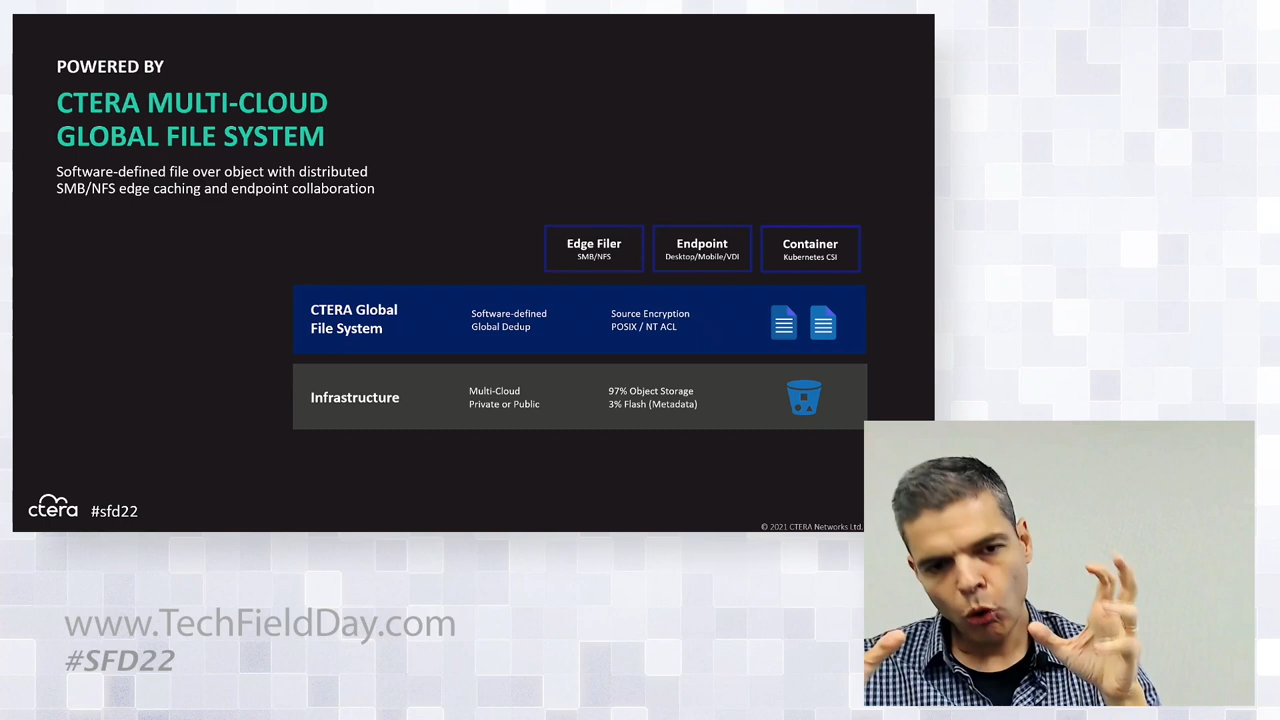 POWERED BY
CTERA MULTI-CLOUD
GLOBAL FILE SYSTEM
Software-defined file over object with distributed
SMB/NFS edge caching and endpoint collaboration
Edge Filer
SMB/NFS
Endpoint
Desktop/Mobile/VDI
Container
Kubernetes CSI
CTERA Global
File System
Software-defined
Global Dedup
Source Encryption
POSIX / NT ACL
Infrastructure
Multi-Cloud
Private or Public
97% Object Storage
3% Flash (Metadata)
ctera
#sfd22
© 2021 CTERA Networks Ltd.
www.TechFieldDay.com
#SFD22